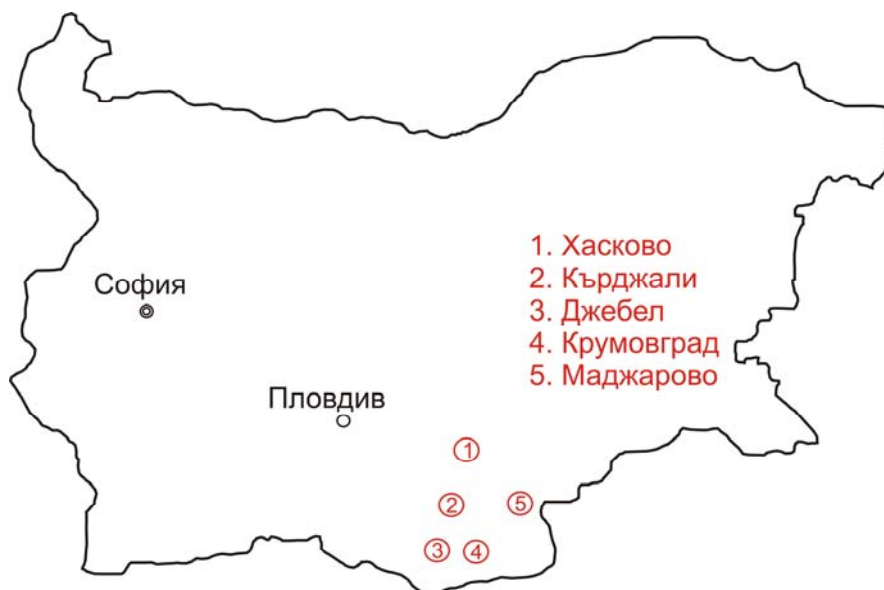 София
Пловдив
1. Хасково
2. Кърджали
3. Джебел
4. Крумовград
5. Маджарово
1
2
5
3
4